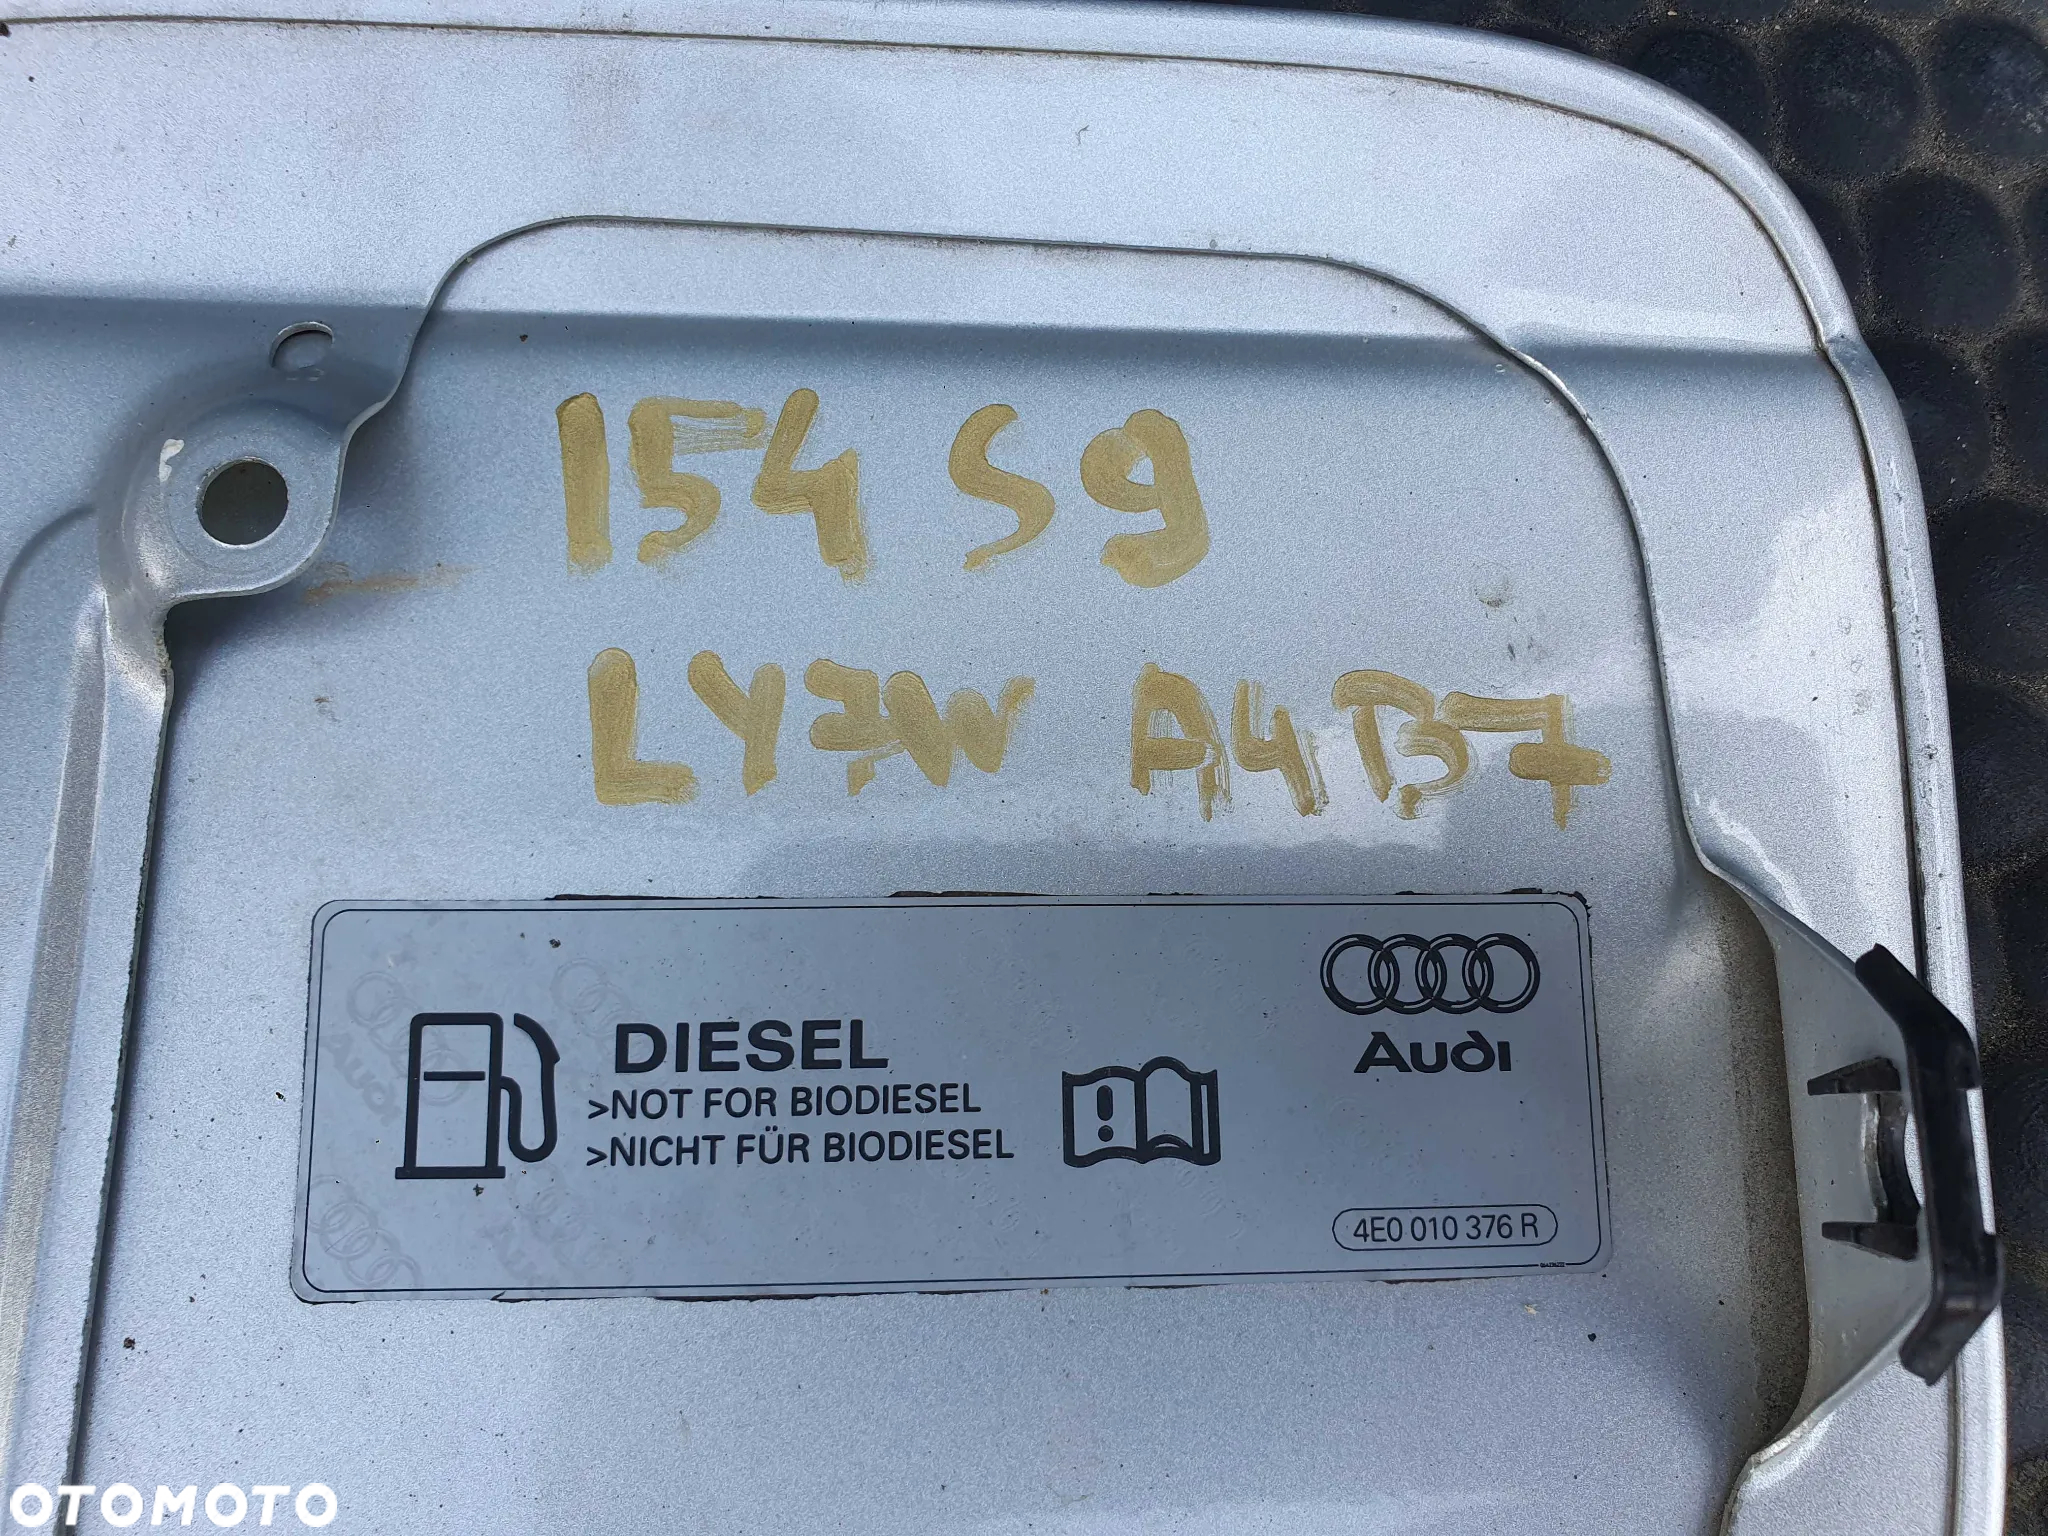 154 S9
LY7W A4B7
Audi
DIESEL
>NOT FOR BIODIESEL
>NICHT FÜR BIODIESEL
4E0 010 376 R
OTOMOTO